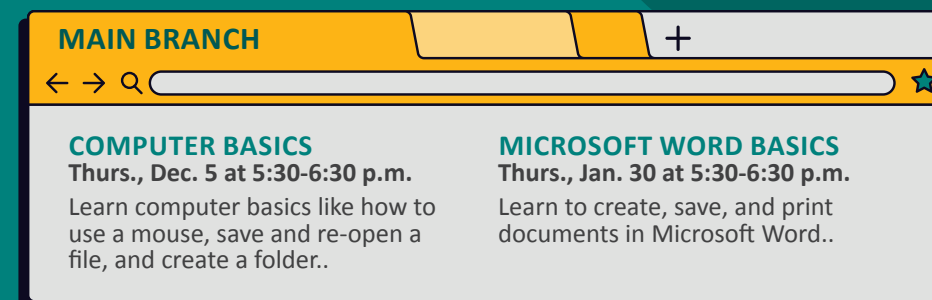 MAIN BRANCH
COMPUTER BASICS
Thurs., Dec. 5 at 5:30-6:30 p.m.
Learn computer basics like how to
use a mouse, save and re-open a
file, and create a folder..
MICROSOFT WORD BASICS
Thurs., Jan. 30 at 5:30-6:30 p.m.
Learn to create, save, and print
documents in Microsoft Word..